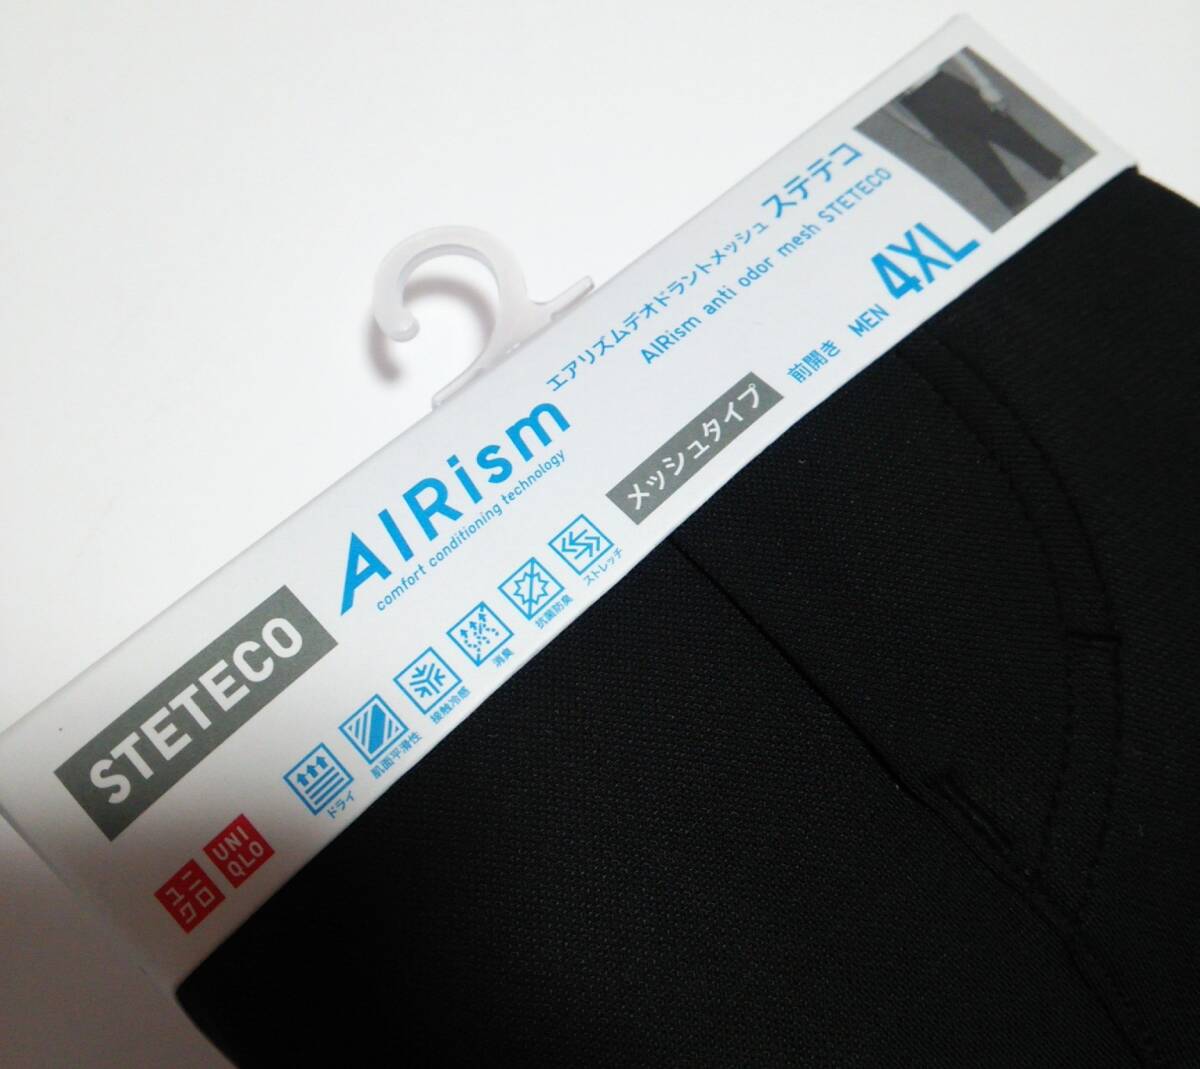 STETECO
AIRism
comfort conditioning technology
エアリズムデオドラントメッシュ ステテコ
AIRism anti odor mesh STETECO
メッシュタイプ
前開き MEN 4XL
ユニ
クロ
UNI
QLO
ドライ
肌面平滑性
接触冷感
消臭
抗菌防臭
ストレッチ